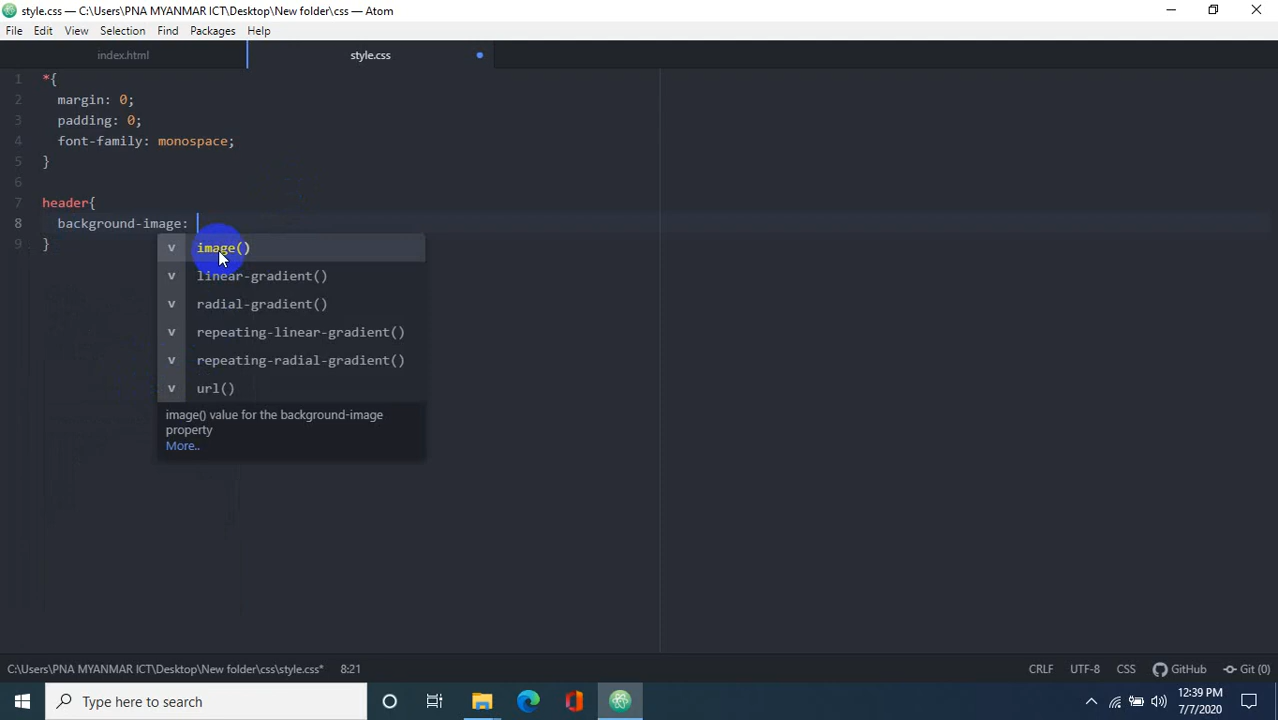 style.css — C:\Users\PNA MYANMAR ICT\Desktop\New folder\css — Atom
File Edit View Selection Find Packages Help
index.html style.css
1 *{
2 margin: 0;
3 padding: 0;
4 font-family: monospace;
5 }
6
7 header{
8 background-image:
9 }
v image()
v linear-gradient()
v radial-gradient()
v repeating-linear-gradient()
v repeating-radial-gradient()
v url()
image() value for the background-image
property
More..
C:\Users\PNA MYANMAR ICT\Desktop\New folder\css\style.css* 8:21 CRLF UTF-8 CSS GitHub Git (0)
Type here to search 12:39 PM
7/7/2020